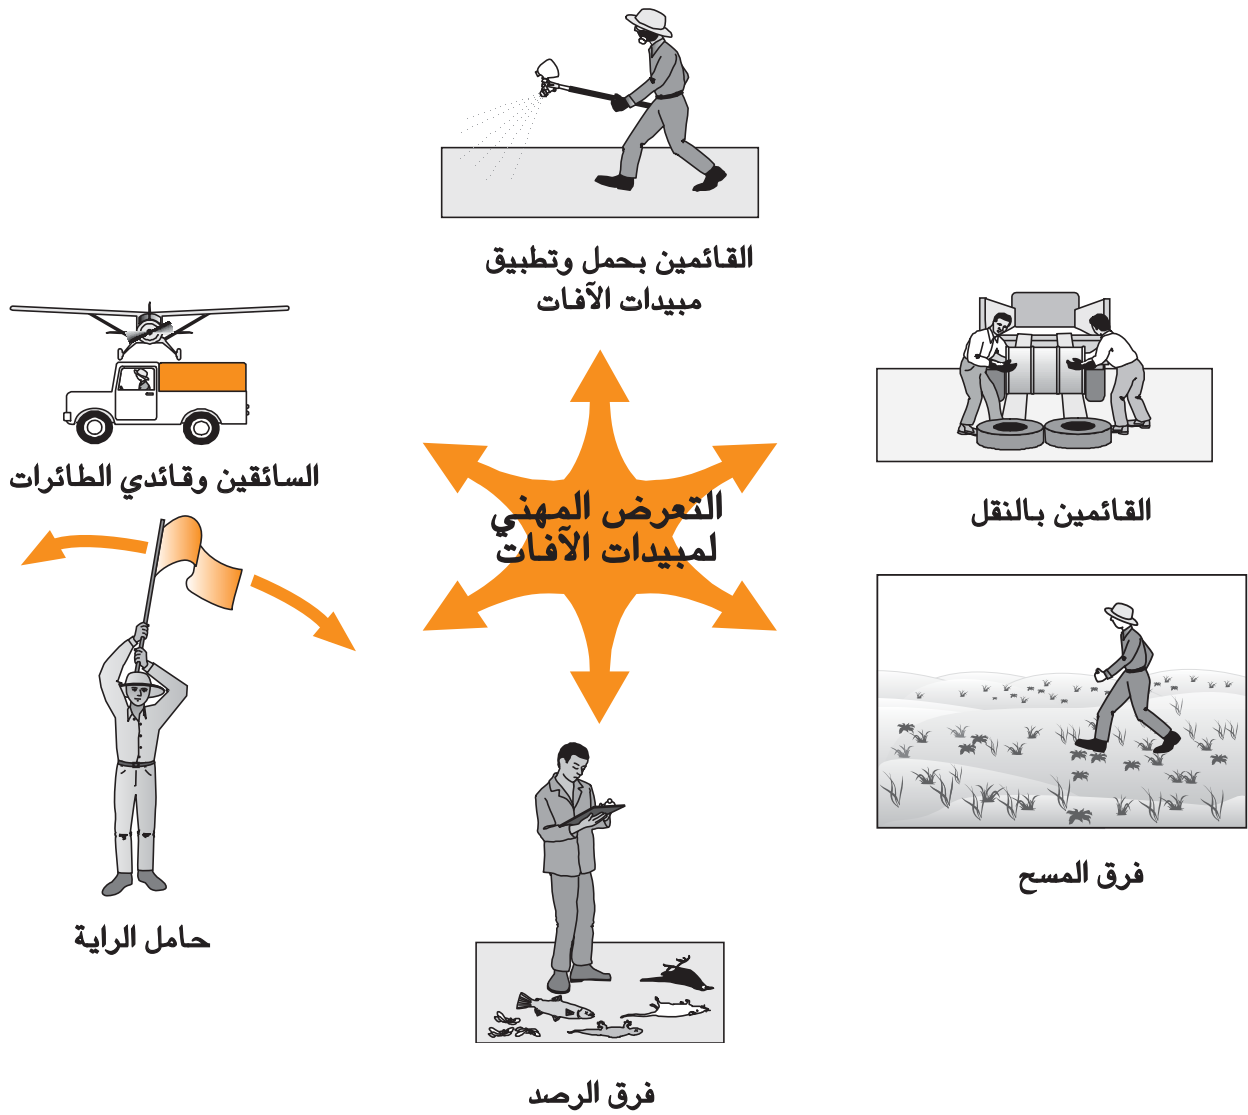 القائمين بحمل وتطبيق
مبيدات الآفات
السائقين وقائدي الطائرات
القائمين بالنقل
التعرض المهني
لمبيدات الآفات
فرق المسح
حامل الراية
فرق الرصد